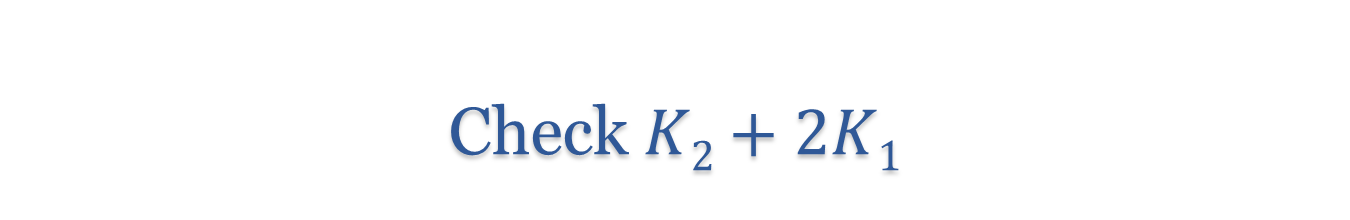 Check K₂ + 2K₁